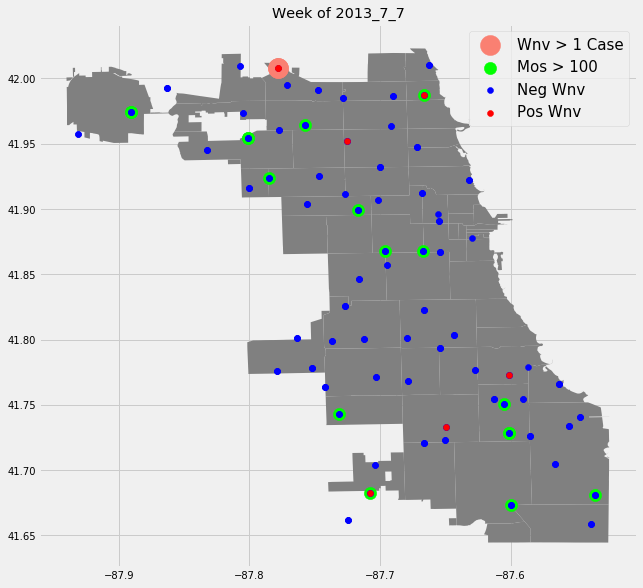 Week of 2013_7_7
Wnv > 1 Case
Mos > 100
Neg Wnv
Pos Wnv
42.00
41.95
41.90
41.85
41.80
41.75
41.70
41.65
−87.9 −87.8 −87.7 −87.6